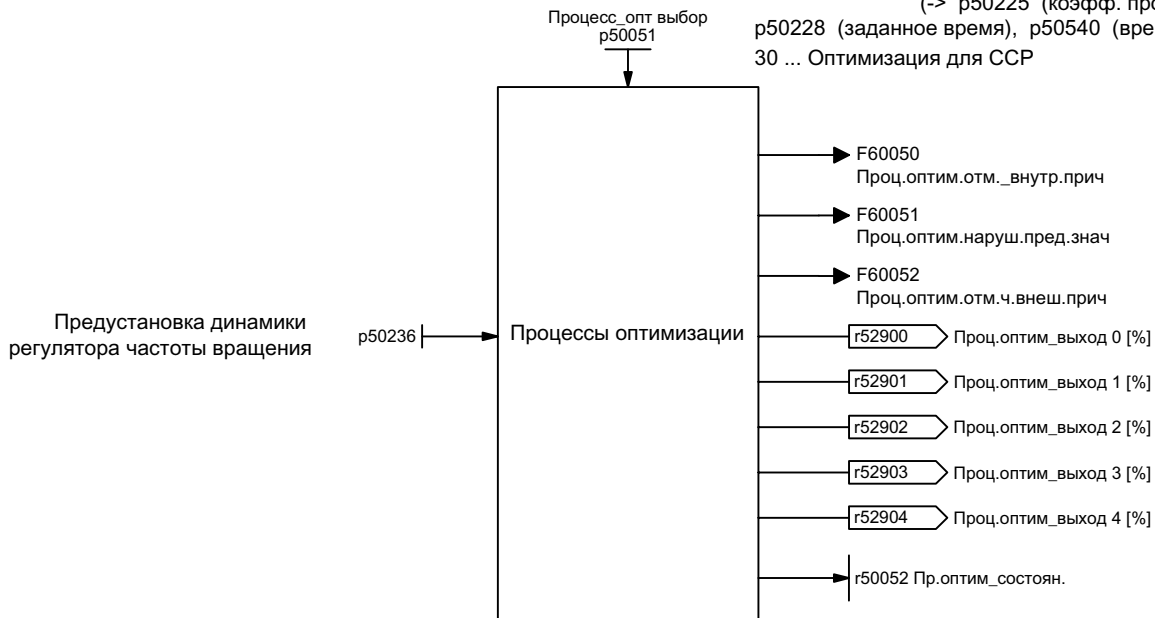 (-> p50225 (коэфф.
Процесс_опт выбор
p50051
p50228 (заданное время), p50540
30 ... Оптимизация для CCP
F60050
Проц.оптим.отм._внутр.прич
F60051
Проц.оптим.наруш.пред.знач
F60052
Проц.оптим.отм.ч.внеш.прич
Предустановка динамики
регулятора частоты вращения
p50236
Процессы оптимизации
r52900 Проц.оптим_выход 0 [%]
r52901 Проц.оптим_выход 1 [%]
r52902 Проц.оптим_выход 2 [%]
r52903 Проц.оптим_выход 3 [%]
r52904 Проц.оптим_выход 4 [%]
r50052 Пр.оптим_состоян.